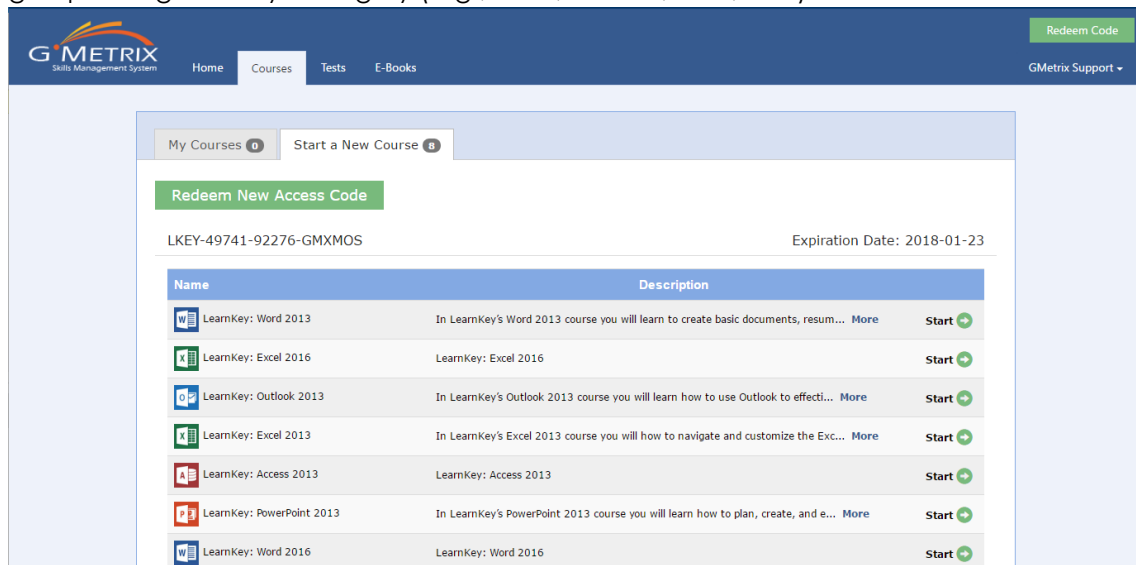 G METRIX
Skills Management System
Home
Courses
Tests
E-Books
Redeem Code
GMetrix Support
My Courses 0
Start a New Course 8
Redeem New Access Code
LKEY-49741-92276-GMXMOS
Expiration Date: 2018-01-23
Name
Description
LearnKey: Word 2013
In LearnKey's Word 2013 course you will learn to create basic documents, resum... More
Start
LearnKey: Excel 2016
LearnKey: Excel 2016
Start
LearnKey: Outlook 2013
In LearnKey's Outlook 2013 course you will learn how to use Outlook to effecti... More
Start
LearnKey: Excel 2013
In LearnKey's Excel 2013 course you will how to navigate and customize the Exc... More
Start
LearnKey: Access 2013
LearnKey: Access 2013
Start
LearnKey: PowerPoint 2013
In LearnKey's PowerPoint 2013 course you will learn how to plan, create, and e... More
Start
LearnKey: Word 2016
LearnKey: Word 2016
Start